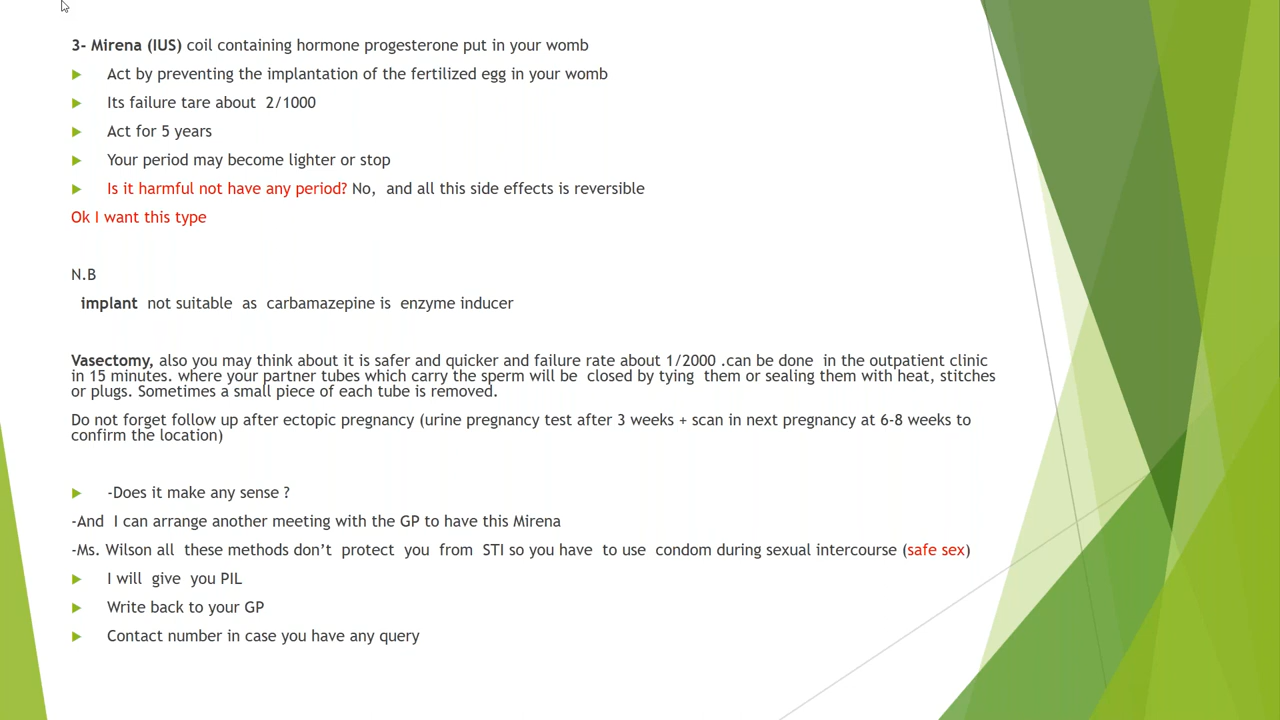 3- Mirena (IUS) coil containing hormone progesterone put in your womb
Act by preventing the implantation of the fertilized egg in your womb
Its failure tare about 2/1000
Act for 5 years
Your period may become lighter or stop
Is it harmful not have any period? No, and all this side effects is reversible
Ok I want this type
N.B
implant not suitable as carbamazepine is enzyme inducer
Vasectomy, also you may think about it is safer and quicker and failure rate about 1/2000 .can be done in the outpatient clinic
in 15 minutes. where your partner tubes which carry the sperm will be closed by tying them or sealing them with heat, stitches
or plugs. Sometimes a small piece of each tube is removed.
Do not forget follow up after ectopic pregnancy (urine pregnancy test after 3 weeks + scan in next pregnancy at 6-8 weeks to
confirm the location)
-Does it make any sense ?
-And I can arrange another meeting with the GP to have this Mirena
-Ms. Wilson all these methods don't protect you from STI so you have to use condom during sexual intercourse (safe sex)
I will give you PIL
Write back to your GP
Contact number in case you have any query